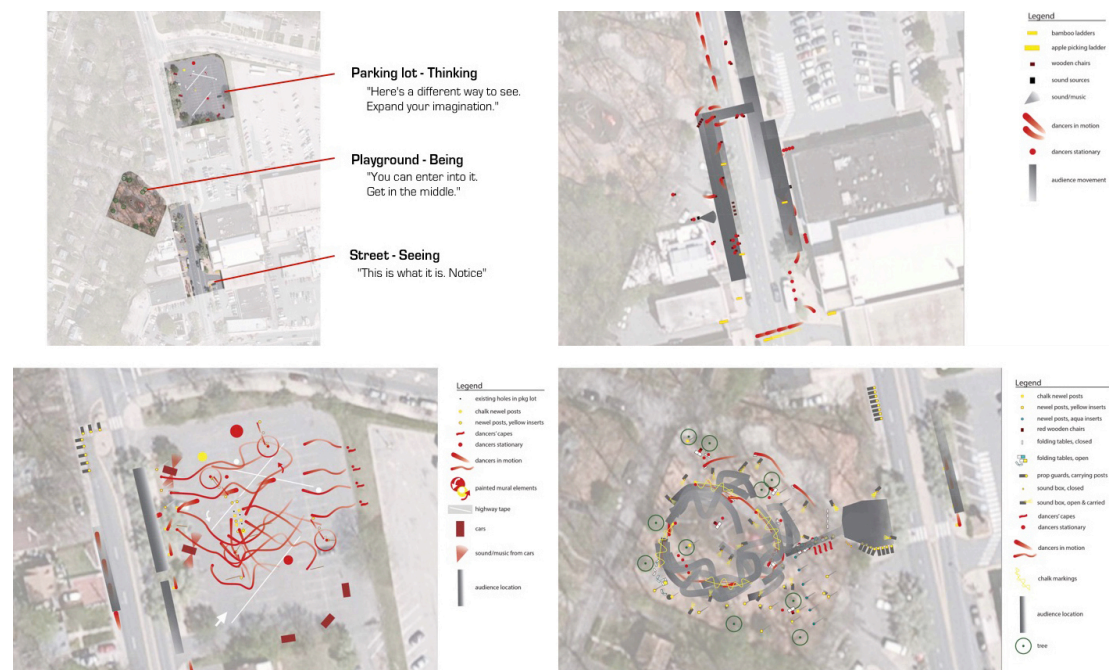 Parking lot - Thinking
"Here's a different way to see.
Expand your imagination."
Playground - Being
"You can enter into it.
Get in the middle."
Street - Seeing
"This is what it is. Notice"
Legend
bamboo ladders
apple picking ladder
wooden chairs
sound sources
sound/music
dancers in motion
dancers stationary
audience movement
Legend
existing holes in pkg lot
chalk newel posts
newel posts, yellow inserts
dancers' capes
dancers stationary
dancers in motion
painted mural elements
highway tape
cars
sound/music from cars
audience location
Legend
chalk newel posts
newel posts, yellow inserts
newel posts, aqua inserts
red wooden chairs
folding tables, closed
folding tables, open
prop guards, carrying posts
sound box, closed
sound box, open & carried
dancers' capes
dancers stationary
dancers in motion
chalk markings
audience location
tree